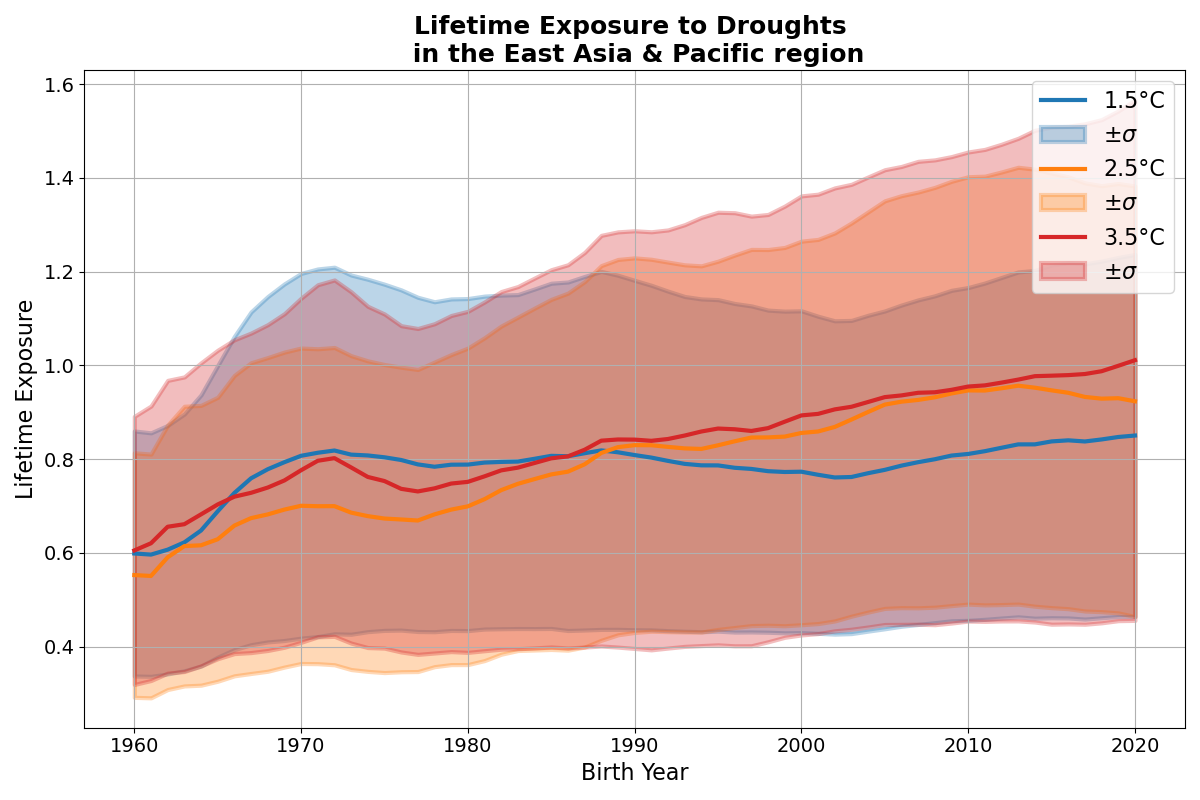 Lifetime Exposure to Droughts
in the East Asia & Pacific region
Lifetime Exposure
1.6
1.4
1.2
1.0
0.8
0.6
0.4
1960
1970
1980
1990
2000
2010
2020
Birth Year
1.5°C
±σ
2.5°C
±σ
3.5°C
±σ